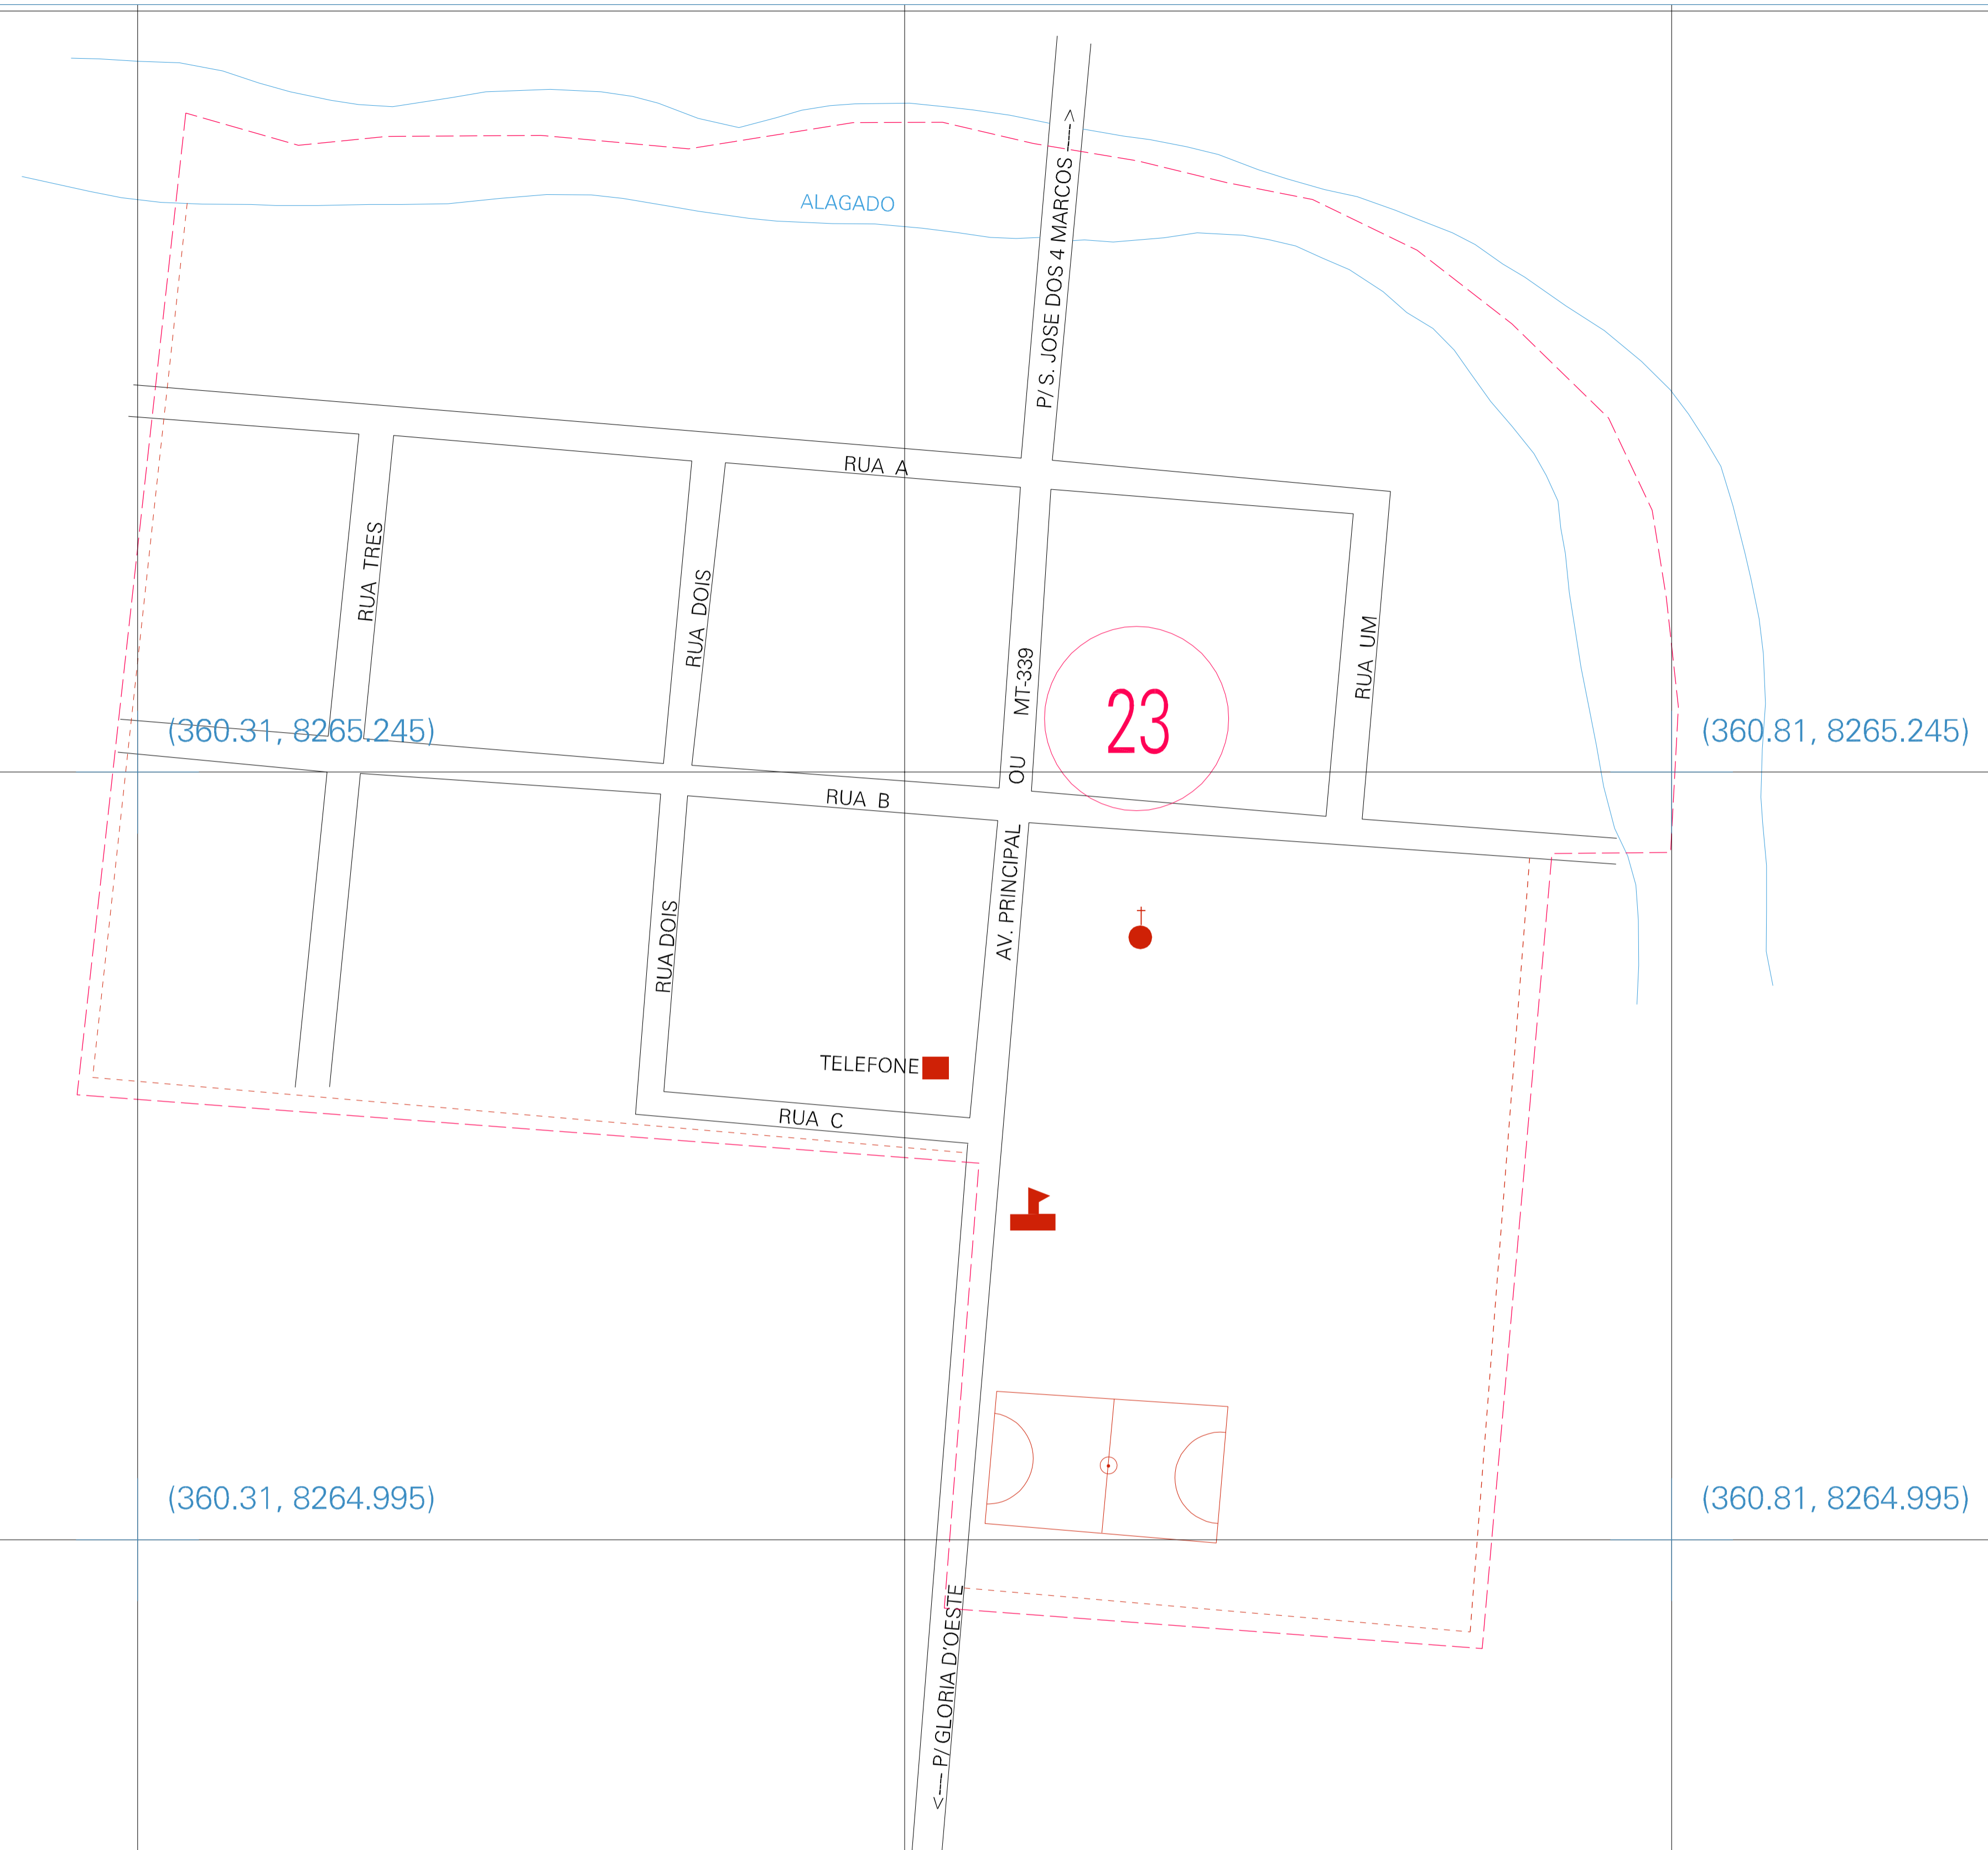 P/ S. JOSE DOS 4 MARCOS --->
ALAGADO
RUA A
RUA TRES
RUA DOIS
RUA UM
MT-339
23
(360.31, 8265.245)
(360.81, 8265.245)
OU
RUA B
AV. PRINCIPAL
RUA DOIS
TELEFONE
RUA C
(360.31, 8264.995)
(360.81, 8264.995)
<--- P/ GLORIA D'OESTE